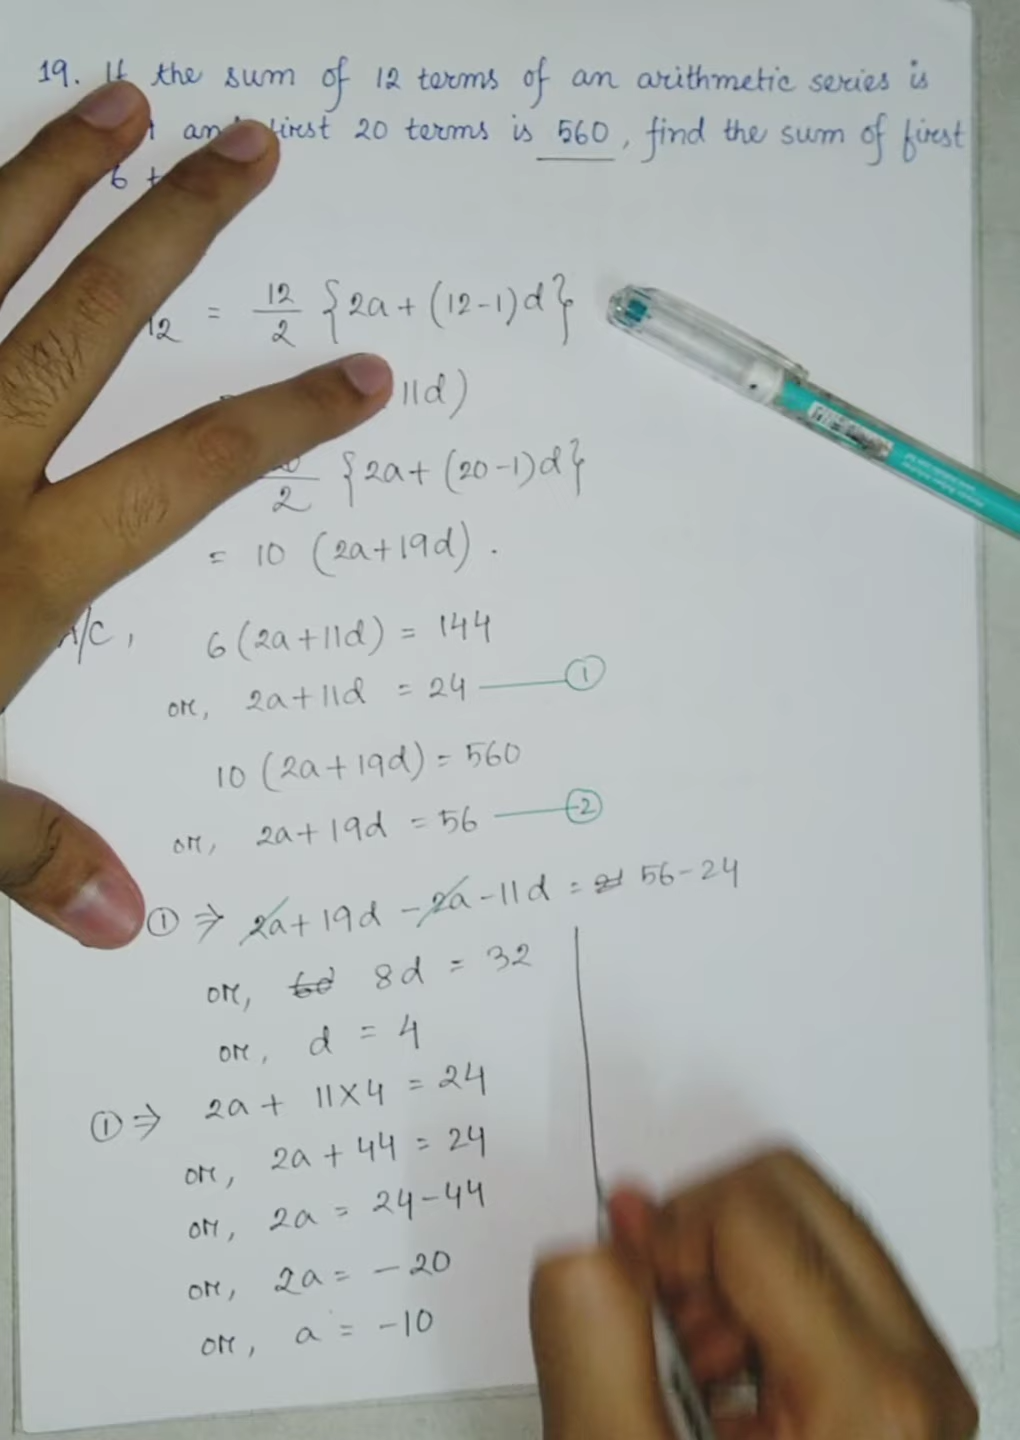 19. If the sum of 12 terms of an arithmetic series is
and first 20 terms is 560, find the sum of first
6
12 = 12/2 {2a + (12-1)d}
11d)
2 {2a + (20-1)d}
= 10 (2a+19d).
A/C, 6(2a+11d) = 144
or, 2a+11d = 24 —— ①
10 (2a+19d) = 560
or, 2a+19d = 56 —— ②
① ⇒ 2a + 19d - 2a - 11d = 56-24
or, 8d = 32
or, d = 4
① ⇒ 2a + 11×4 = 24
or, 2a + 44 = 24
or, 2a = 24-44
or, 2a = -20
or, a = -10